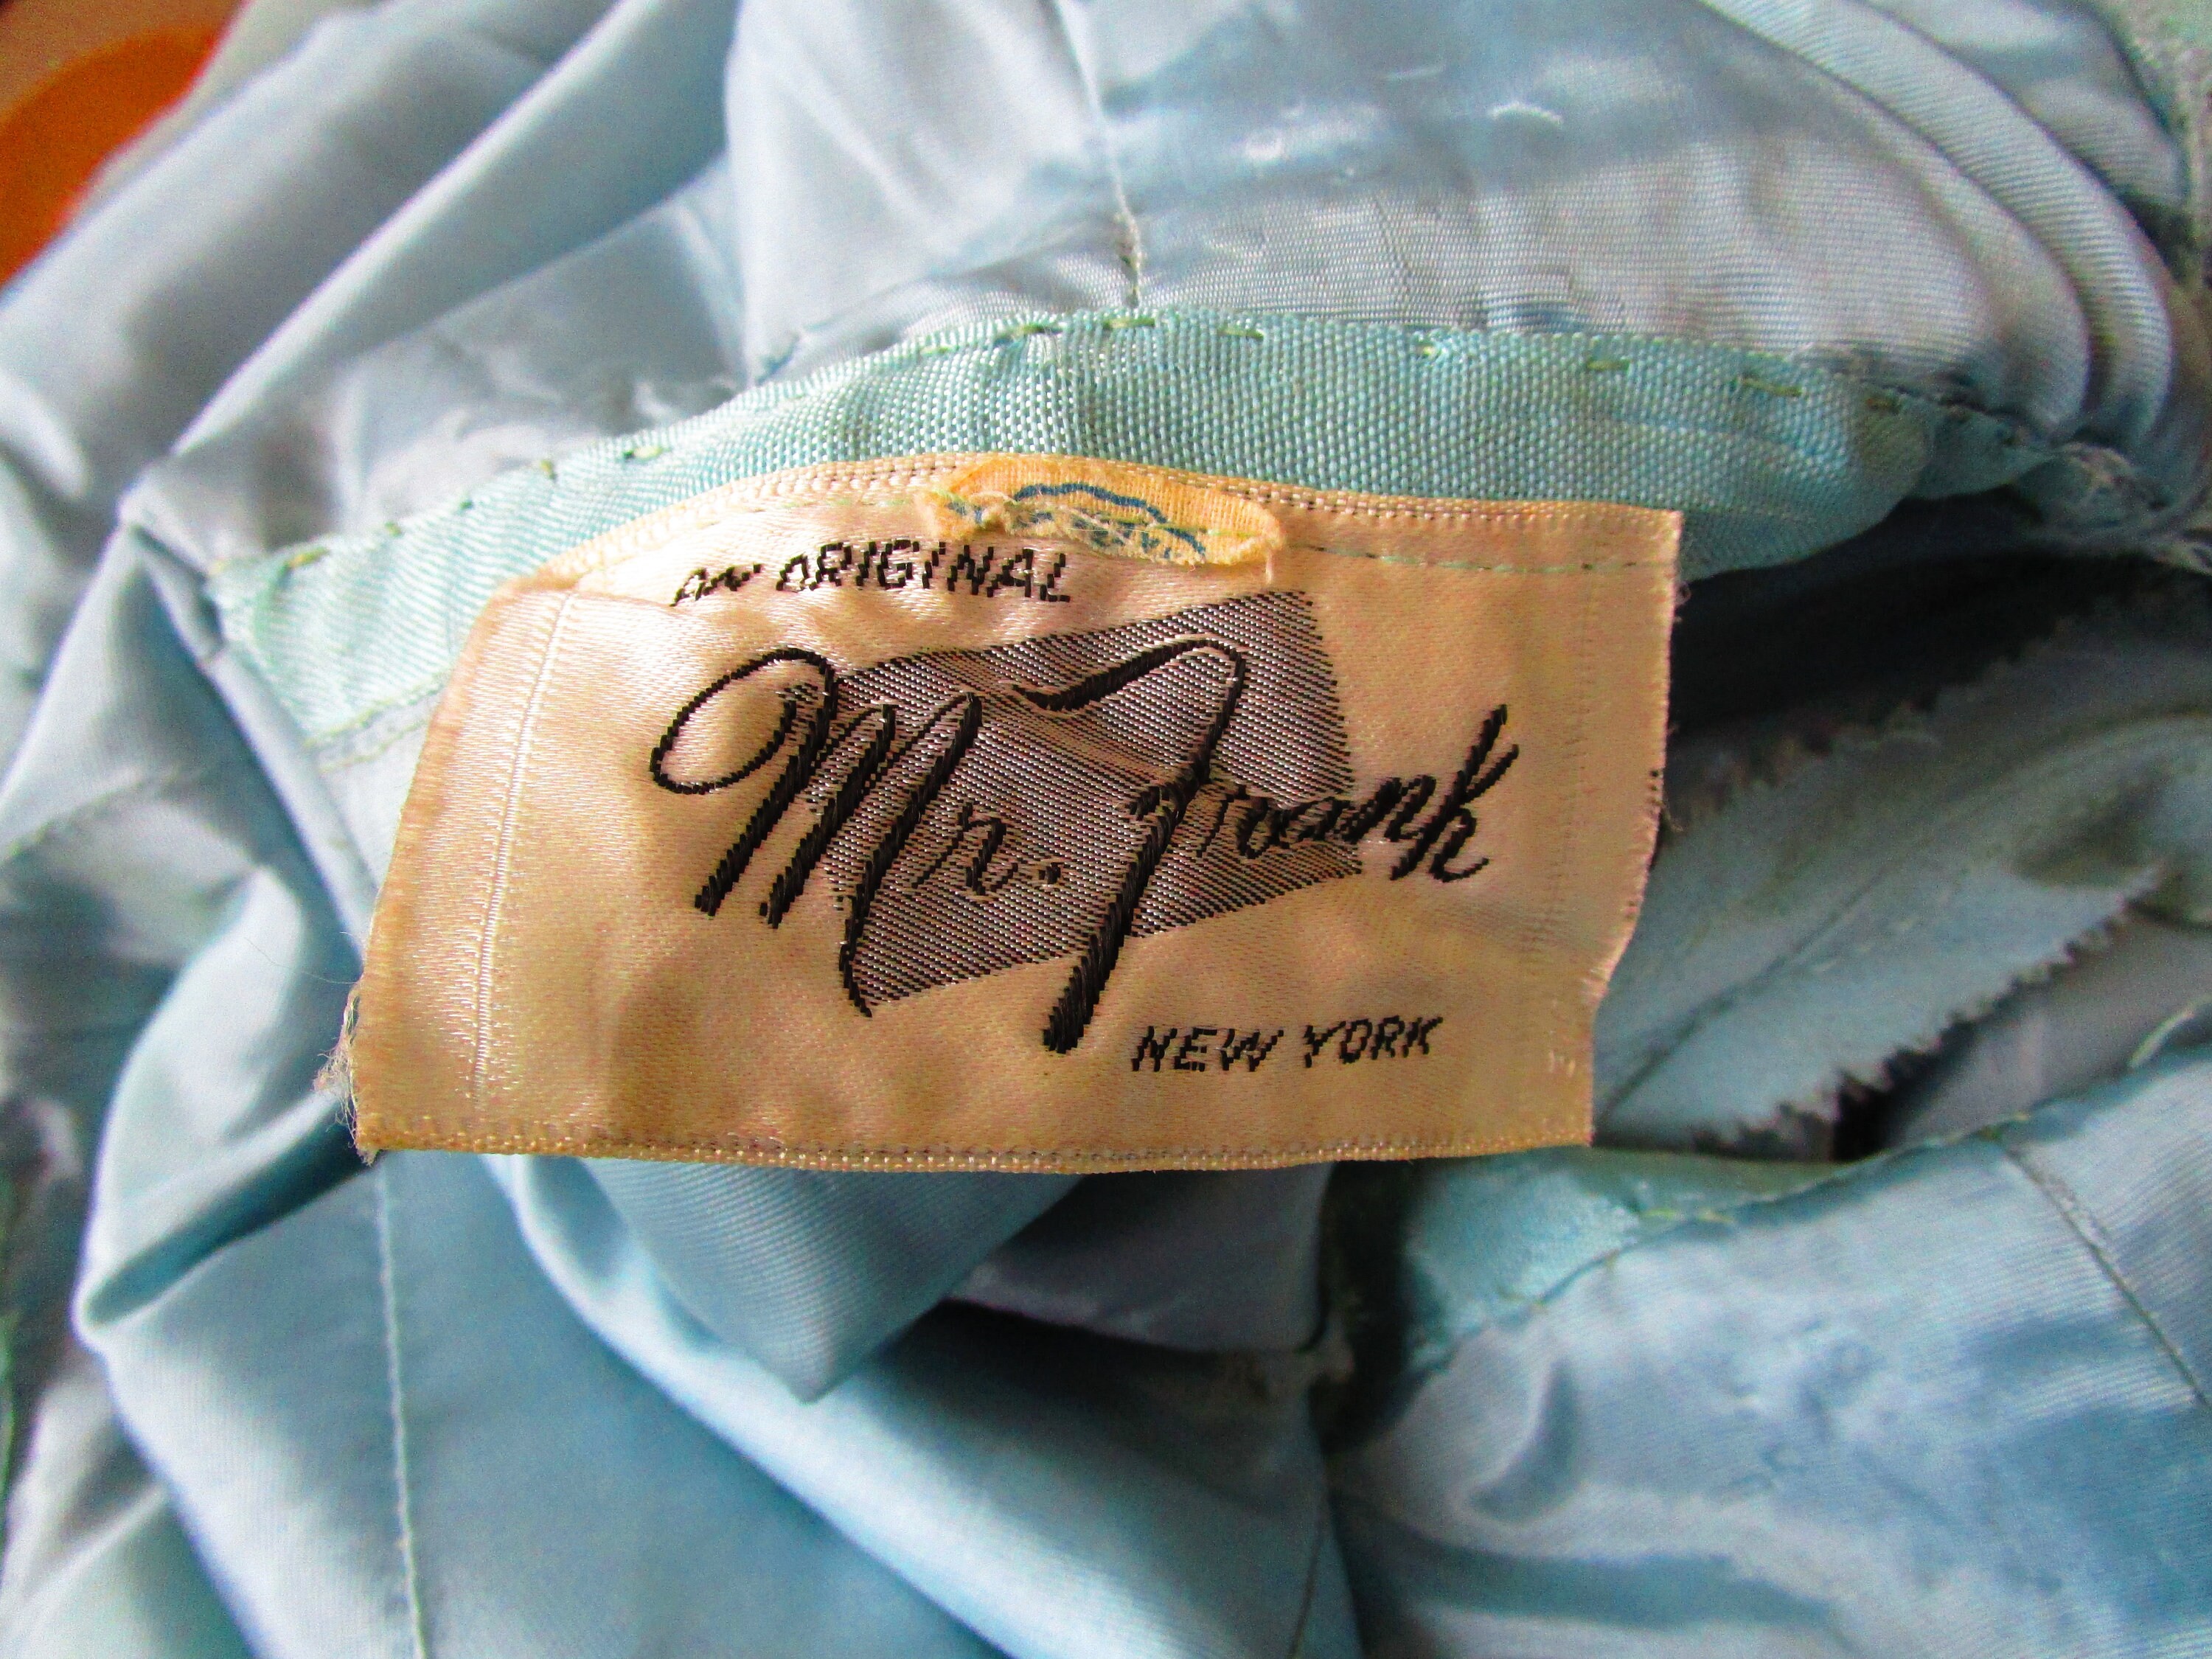 AN ORIGINAL
Mr. Frank
NEW YORK